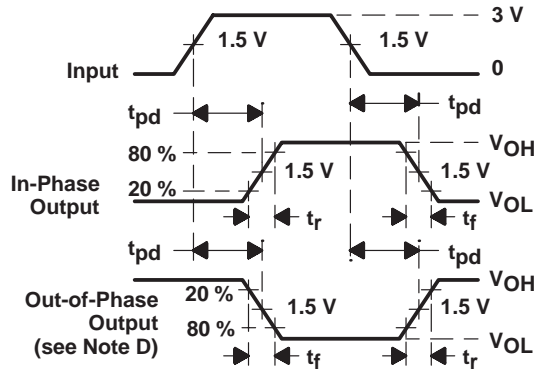 3 V
1.5 V
1.5 V
Input
0
tpd
tpd
80 %
VOH
1.5 V
1.5 V
In-Phase
Output
20 %
VOL
tr
tf
tpd
tpd
VOH
20 %
Out-of-Phase
Output
(see Note D)
1.5 V
1.5 V
80 %
VOL
tf
tr